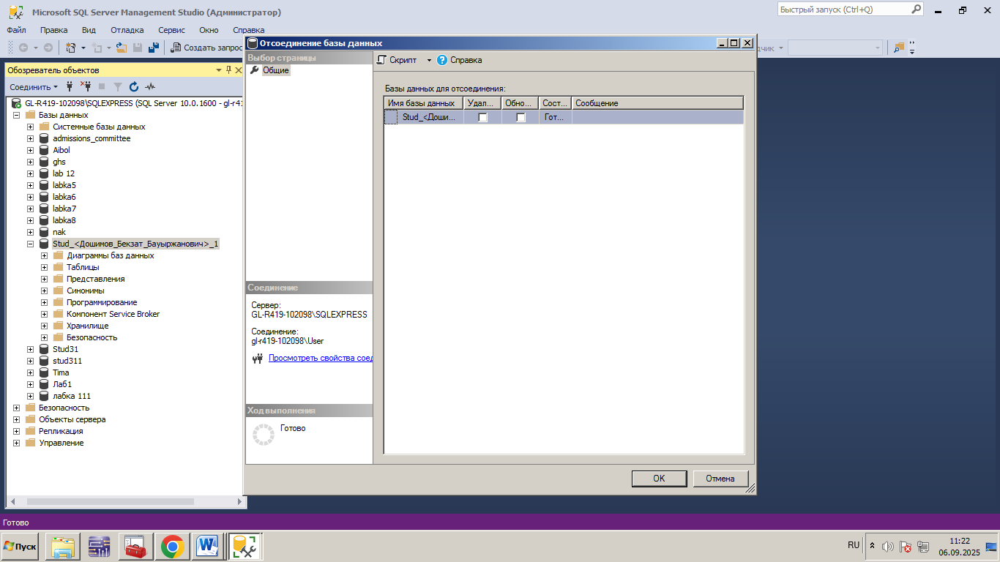 Microsoft SQL Server Management Studio (Администратор)
Быстрый запуск (Ctrl+Q)
Файл Правка Вид Отладка Сервис Окно Справка
Создать запрос
Обозреватель объектов
Соединить
GL-R419-102098\SQLEXPRESS (SQL Server 10.0.1600 - gl-r41
Базы данных
Системные базы данных
admissions_committee
Aibol
ghs
lab 12
labka5
labka6
labka7
labka8
nak
Stud_<Дошимов_Бекзат_Бауыржанович>_1
Диаграммы баз данных
Таблицы
Представления
Синонимы
Программирование
Компонент Service Broker
Хранилище
Безопасность
Stud31
stud311
Tima
Лаб1
лабка 111
Безопасность
Объекты сервера
Репликация
Управление
Отсоединение базы данных
Выбор страницы
Общие
Скрипт Справка
Базы данных для отсоединения:
Имя базы данных Удал... Обно... Сост... Сообщение
Stud_<Доши... Гот...
Соединение
Сервер:
GL-R419-102098\SQLEXPRESS
Соединение:
gl-r419-102098\User
Просмотреть свойства соед
Ход выполнения
Готово
OK Отмена
Готово
Пуск
RU
11:22
06.09.2025